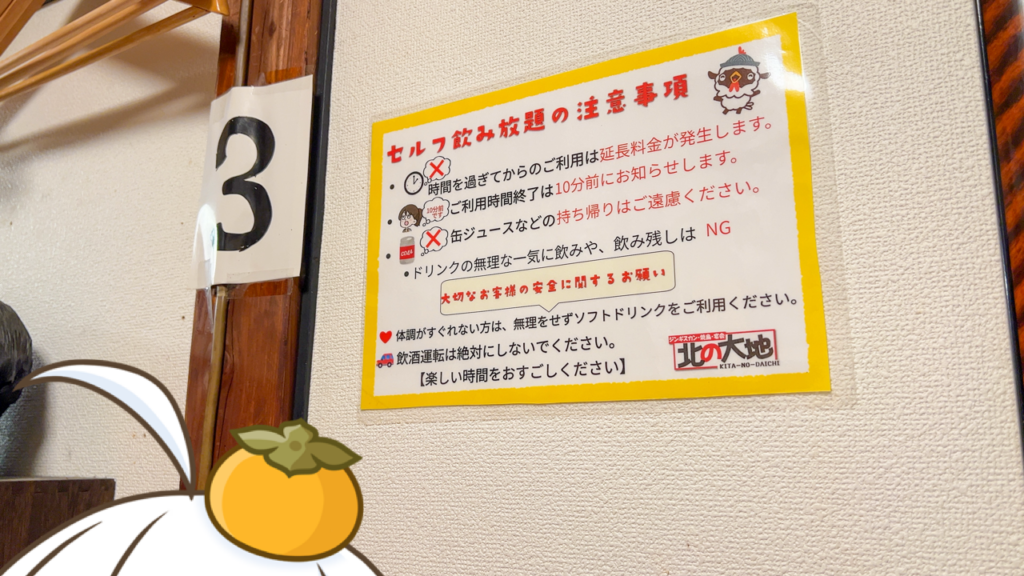 3
セルフ飲み放題の注意事項
時間を過ぎてからのご利用は延長料金が発生します。
10分前です
ご利用時間終了は10分前にお知らせします。
缶ジュースなどの持ち帰りはご遠慮ください。
•ドリンクの無理な一気に飲みや、飲み残しは NG
大切なお客様の安全に関するお願い
体調がすぐれない方は、無理をせずソフトドリンクをご利用ください。
飲酒運転は絶対にしないでください。
【楽しい時間をおすごしください】
北の大地
KITA-NO-DAICHI